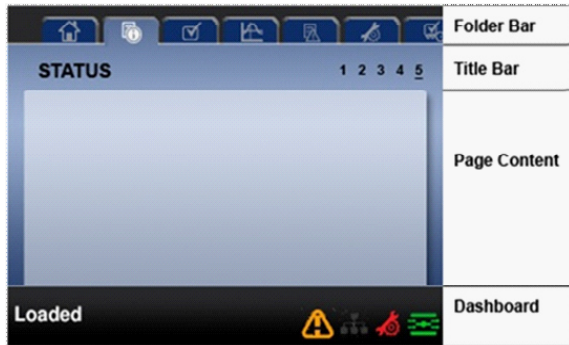 Folder Bar
STATUS 1 2 3 4 5 Title Bar
Page Content
Loaded Dashboard